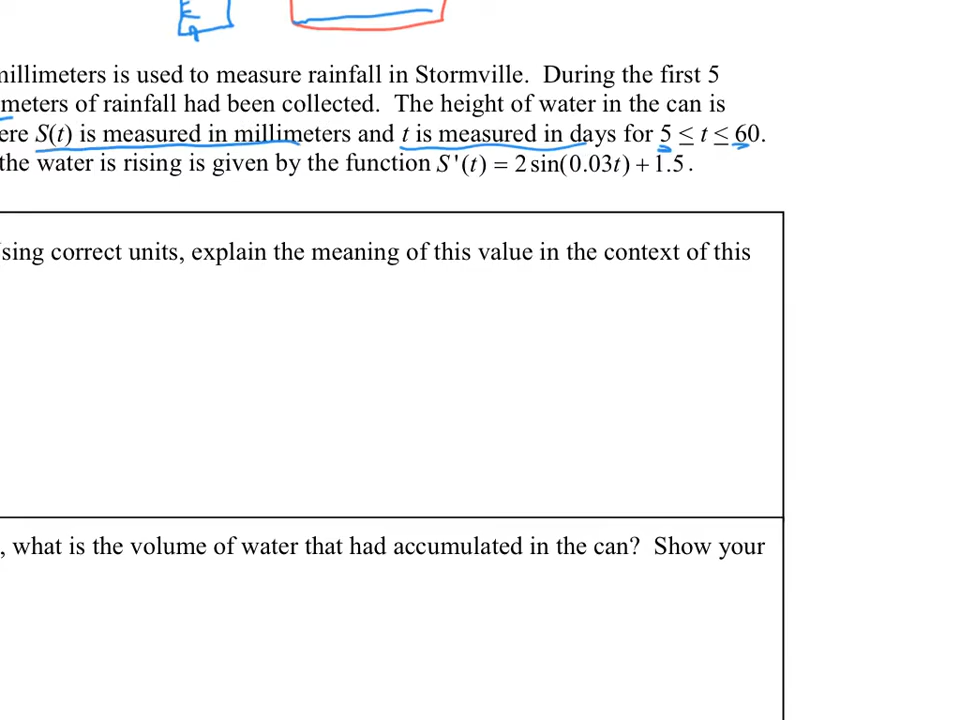 millimeters is used to measure rainfall in Stormville. During the first 5
meters of rainfall had been collected. The height of water in the can is
ere S(t) is measured in millimeters and t is measured in days for 5 ≤ t ≤ 60.
the water is rising is given by the function S'(t) = 2 sin(0.03t) + 1.5.
sing correct units, explain the meaning of this value in the context of this
, what is the volume of water that had accumulated in the can? Show your